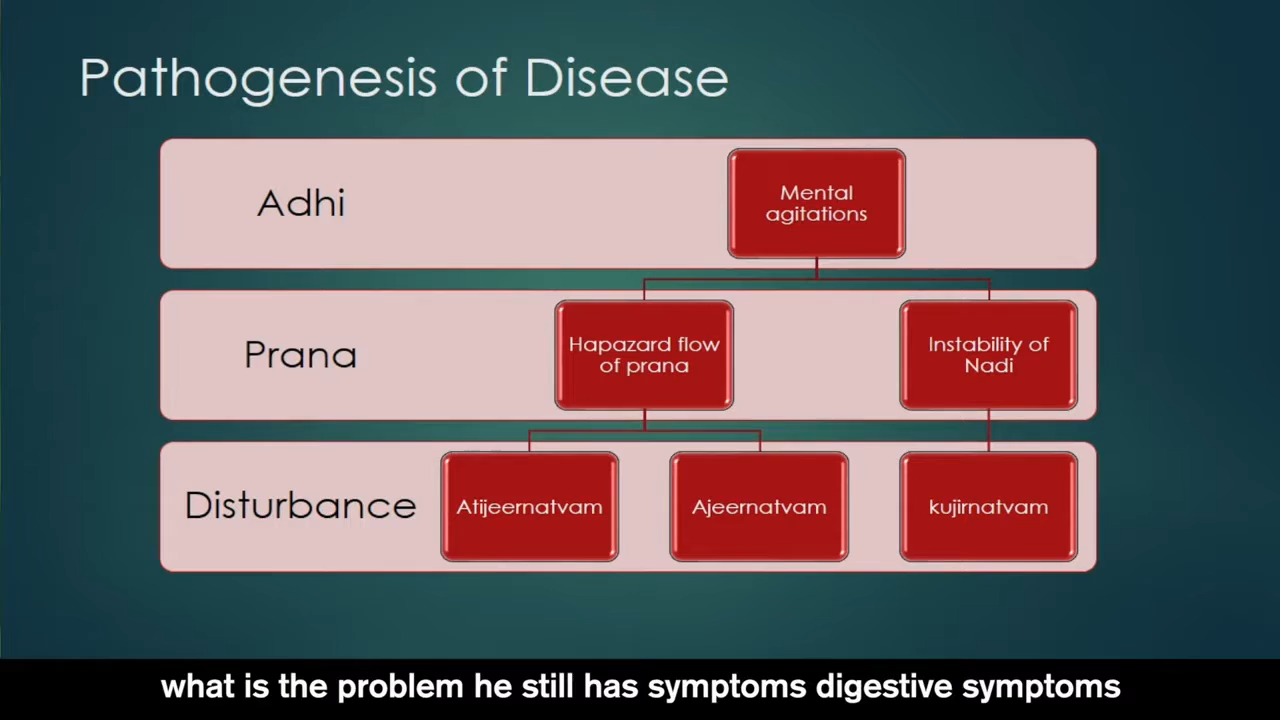 Pathogenesis of Disease
Adhi
Mental
agitations
Prana
Hapazard flow
of prana
Instability of
Nadi
Disturbance
Atijeernatvam
Ajeernatvam
kujirnatvam
what is the problem he still has symptoms digestive symptoms